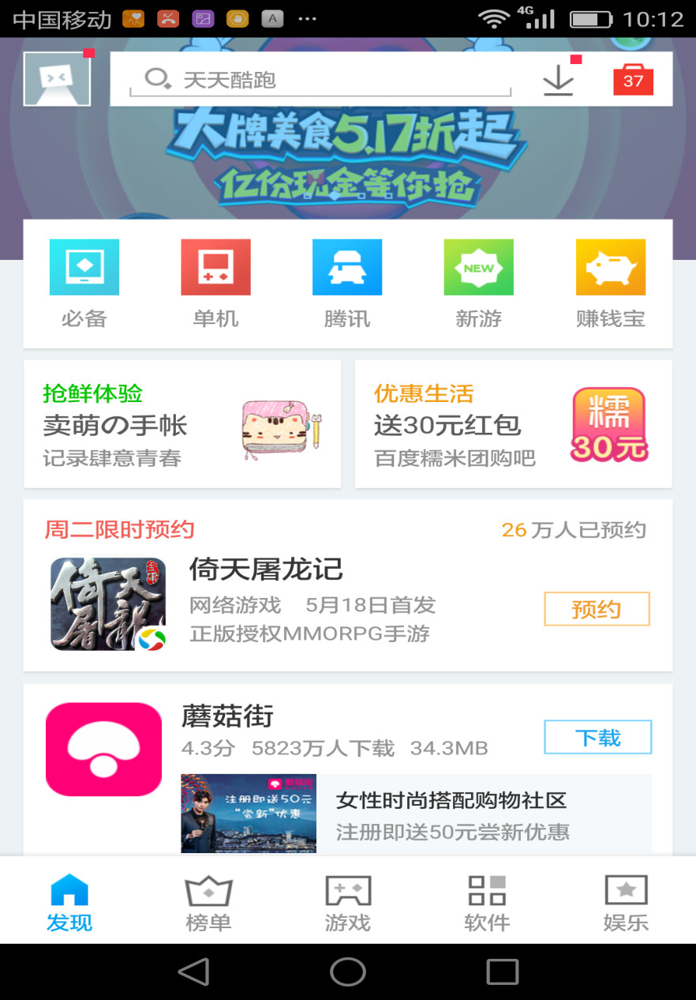 中国移动
A
4G
10:12
天天酷跑
37
大牌美食5.17折起
亿份现金等你抢
NEW
必备
单机
腾讯
新游
赚钱宝
抢鲜体验
卖萌の手帐
记录肆意青春
优惠生活
送30元红包
百度糯米团购吧
糯
30元
周二限时预约
26万人已预约
倚天屠龍
倚天屠龙记
网络游戏 5月18日首发
正版授权MMORPG手游
预约
蘑菇街
4.3分 5823万人下载 34.3MB
下载
蘑菇街
注册即送50元
“尝新”优惠
女性时尚搭配购物社区
注册即送50元尝新优惠
发现
榜单
游戏
软件
娱乐